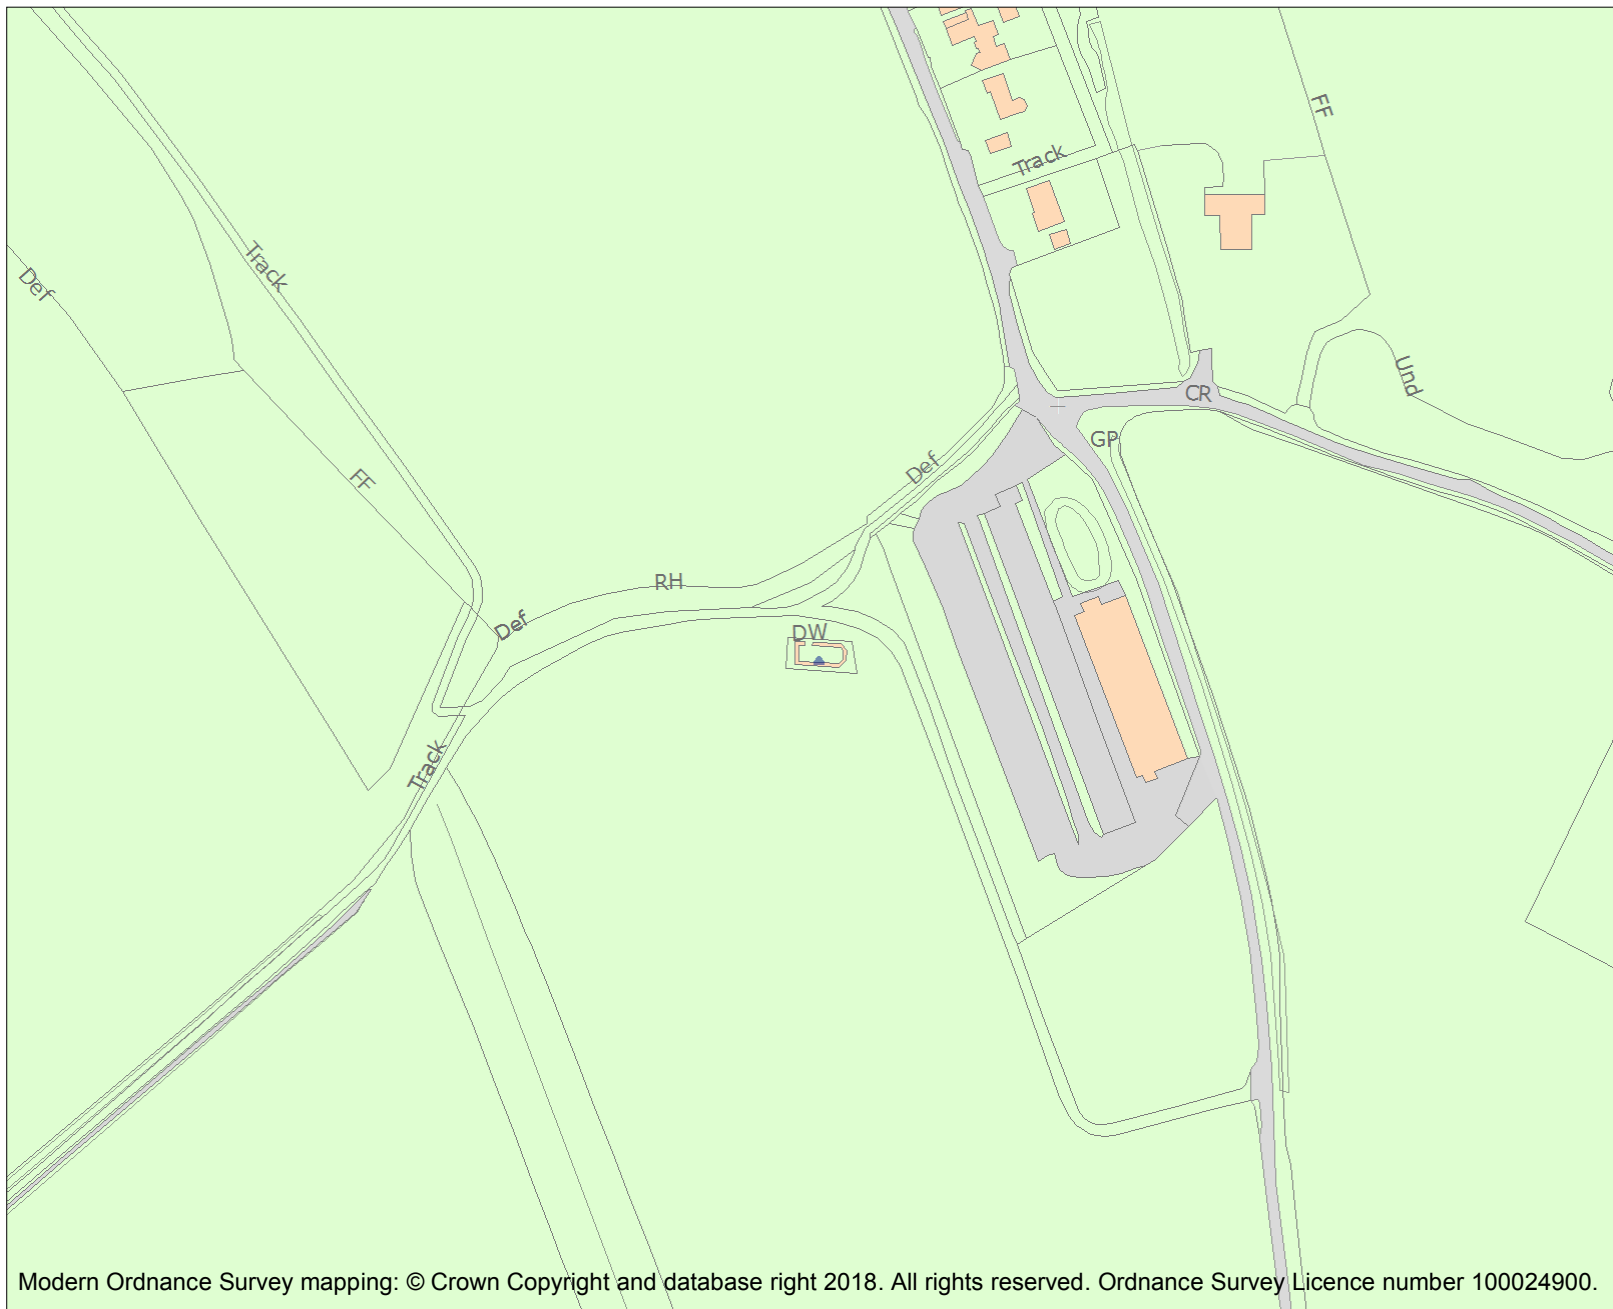 FF
Track
Track
Def
Und
CR
GP
Def
FF
RH
Def
DW
Track
Modern Ordnance Survey mapping: © Crown Copyright and database right 2018. All rights reserved. Ordnance Survey Licence number 100024900.